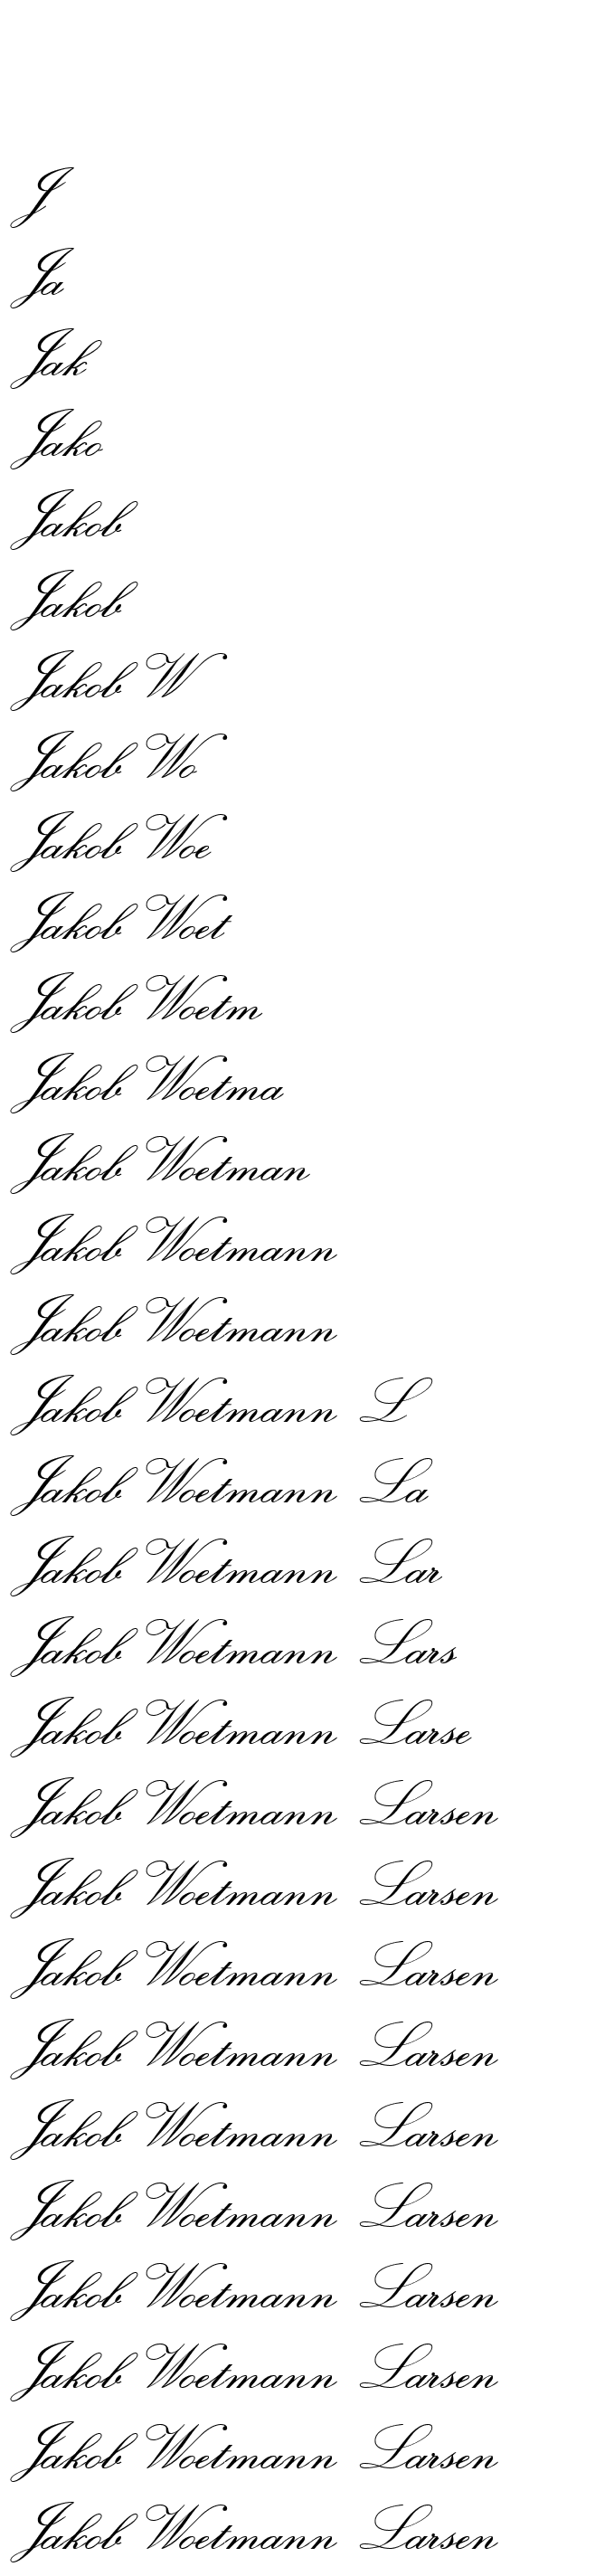 J
Ja
Jak
Jako
Jakob
Jakob
Jakob W
Jakob Wo
Jakob Woe
Jakob Woet
Jakob Woetm
Jakob Woetma
Jakob Woetman
Jakob Woetmann
Jakob Woetmann
Jakob Woetmann L
Jakob Woetmann La
Jakob Woetmann Lar
Jakob Woetmann Lars
Jakob Woetmann Larse
Jakob Woetmann Larsen
Jakob Woetmann Larsen
Jakob Woetmann Larsen
Jakob Woetmann Larsen
Jakob Woetmann Larsen
Jakob Woetmann Larsen
Jakob Woetmann Larsen
Jakob Woetmann Larsen
Jakob Woetmann Larsen
Jakob Woetmann Larsen